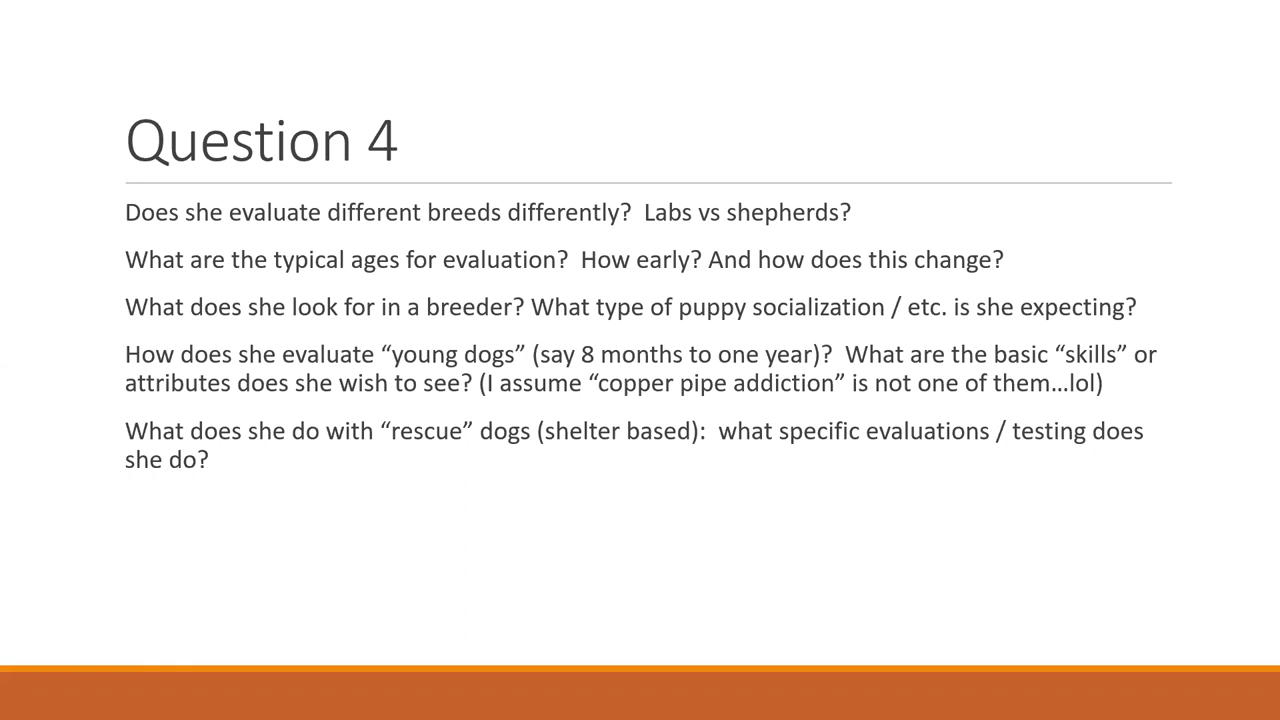 Question 4
Does she evaluate different breeds differently?  Labs vs shepherds?
What are the typical ages for evaluation?  How early? And how does this change?
What does she look for in a breeder? What type of puppy socialization / etc. is she expecting?
How does she evaluate “young dogs” (say 8 months to one year)?  What are the basic “skills” or
attributes does she wish to see? (I assume “copper pipe addiction” is not one of them…lol)
What does she do with “rescue” dogs (shelter based):  what specific evaluations / testing does
she do?